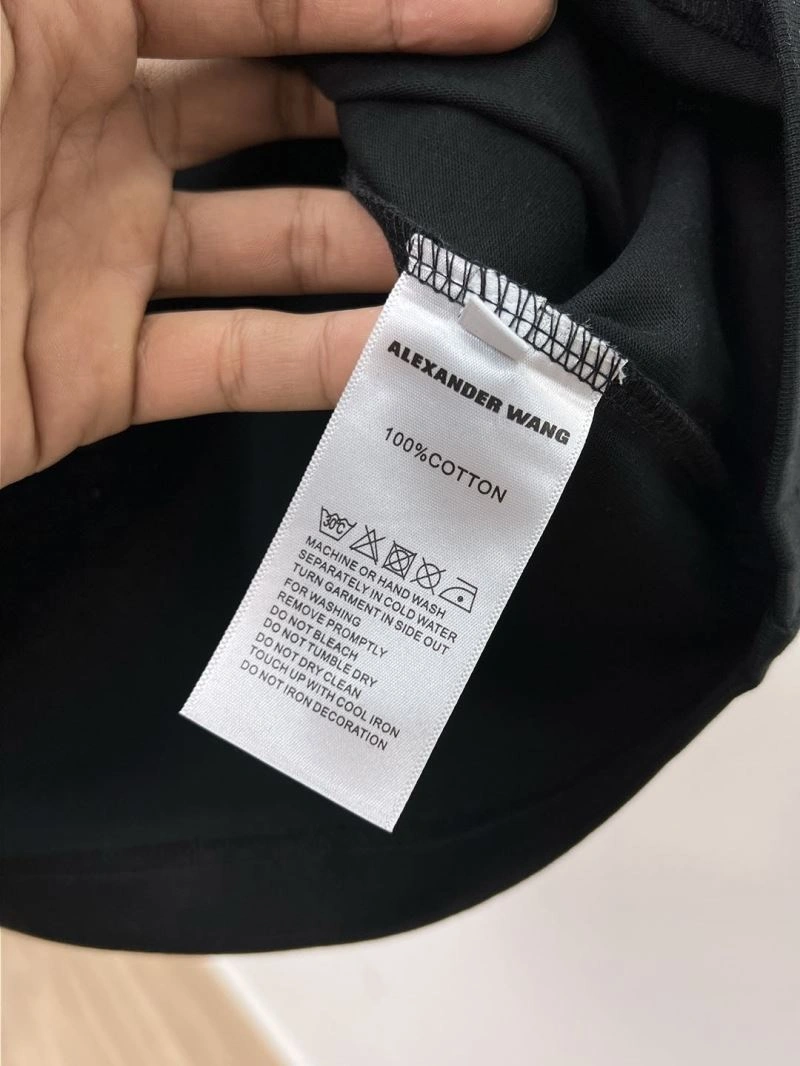 ALEXANDER WANG
100%COTTON
30℃
MACHINE OR HAND WASH
SEPARATELY IN COLD WATER
TURN GARMENT IN SIDE OUT
FOR WASHING
REMOVE PROMPTLY
DO NOT BLEACH
DO NOT TUMBLE DRY
DO NOT DRY CLEAN
TOUCH UP WITH COOL IRON
DO NOT IRON DECORATION